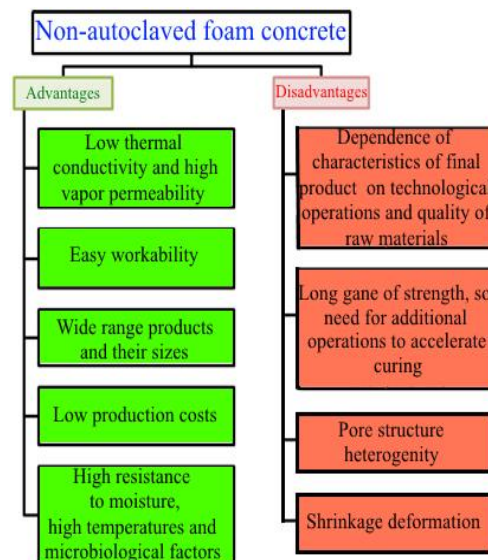 Non-autoclaved foam concrete
Advantages
Low thermal
conductivity and high
vapor permeability
Easy workability
Wide range products
and their sizes
Low production costs
High resistance
to moisture,
high temperatures and
microbiological factors
Disadvantages
Dependence of
characteristics of final
product on technological
operations and quality of
raw materials
Long gane of strength, so
need for additional
operations to accelerate
curing
Pore structure
heterogenity
Shrinkage deformation